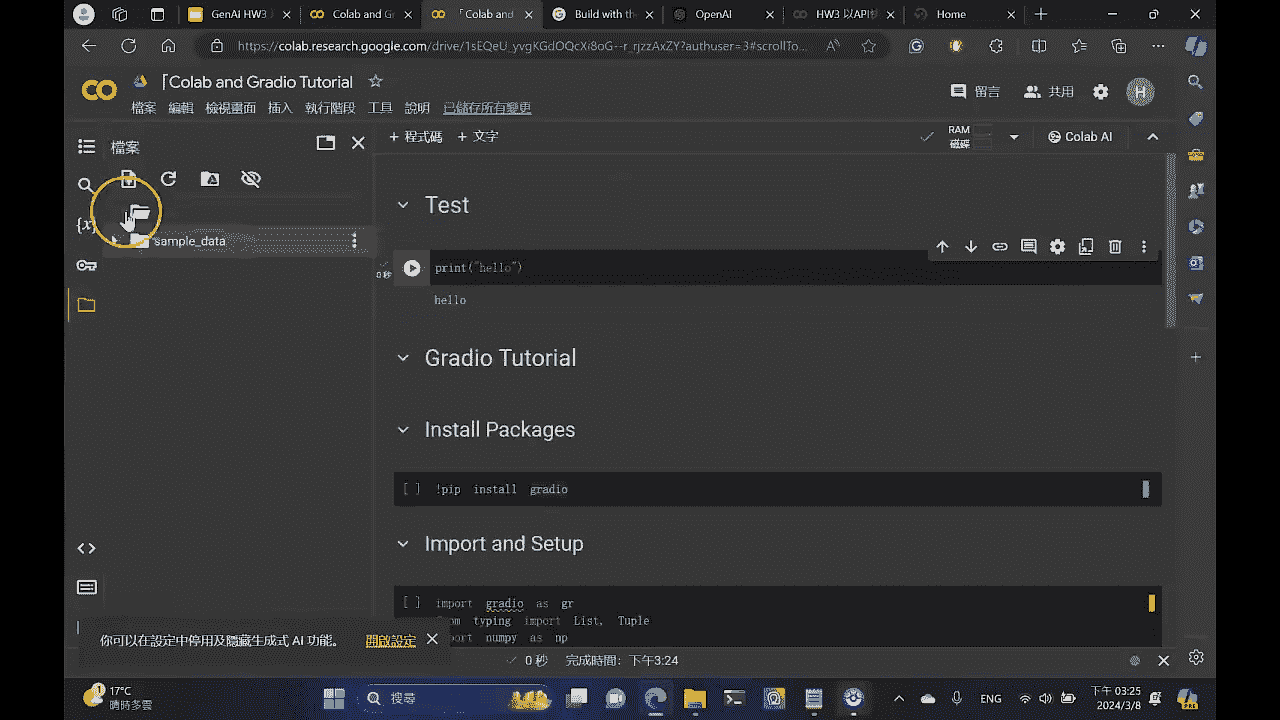 GenAI HW3
Colab and Gr
「Colab and
Build with th
OpenAI
HW3 以API
Home
https://colab.research.google.com/drive/1sEQeU_yvgKGdOQcXi8oG--r_rjzzAxZY?authuser=3#scrollTo...
「Colab and Gradio Tutorial
檔案 編輯 檢視畫面 插入 執行階段 工具 說明 已儲存所有變更
留言 共用 H
檔案
+ 程式碼 + 文字
RAM
磁碟
Colab AI
sample_data
{x}
Test
0 秒
print("hello")
hello
Gradio Tutorial
Install Packages
[ ] !pip install gradio
Import and Setup
[ ] import gradio as gr
from typing import List, Tuple
import numpy as np
你可以在設定中停用及隱藏生成式 AI 功能。 開啟設定
0 秒 完成時間: 下午3:24
17°C
晴時多雲
搜尋
ENG
下午 03:25
2024/3/8